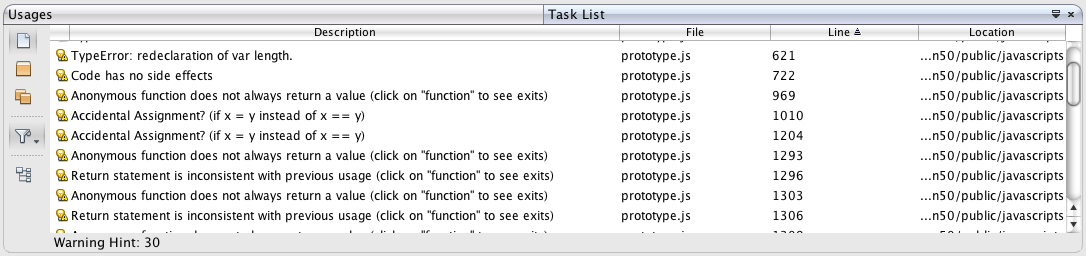 Usages Task List
Description File Line Location
TypeError: redeclaration of var length. prototype.js 621 ...n50/public/javascripts
Code has no side effects prototype.js 722 ...n50/public/javascripts
Anonymous function does not always return a value (click on "function" to see exits) prototype.js 969 ...n50/public/javascripts
Accidental Assignment? (if x = y instead of x == y) prototype.js 1010 ...n50/public/javascripts
Accidental Assignment? (if x = y instead of x == y) prototype.js 1204 ...n50/public/javascripts
Anonymous function does not always return a value (click on "function" to see exits) prototype.js 1293 ...n50/public/javascripts
Return statement is inconsistent with previous usage (click on "function" to see exits) prototype.js 1296 ...n50/public/javascripts
Anonymous function does not always return a value (click on "function" to see exits) prototype.js 1303 ...n50/public/javascripts
Return statement is inconsistent with previous usage (click on "function" to see exits) prototype.js 1306 ...n50/public/javascripts
Warning Hint: 30